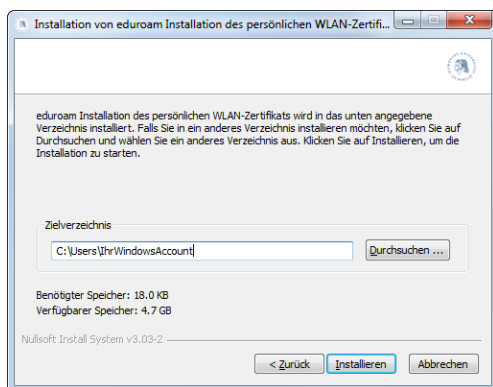 Installation von eduroam Installation des persönlichen WLAN-Zertifi...
eduroam Installation des persönlichen WLAN-Zertifikats wird in das unten angegebene
Verzeichnis installiert. Falls Sie in ein anderes Verzeichnis installieren möchten, klicken Sie auf
Durchsuchen und wählen Sie ein anderes Verzeichnis aus. Klicken Sie auf Installieren, um die
Installation zu starten.
Zielverzeichnis
C:\Users\IhrWindowsAccount
Durchsuchen ...
Benötigter Speicher: 18.0 KB
Verfügbarer Speicher: 4.7 GB
Nullsoft Install System v3.03-2
< Zurück
Installieren
Abbrechen